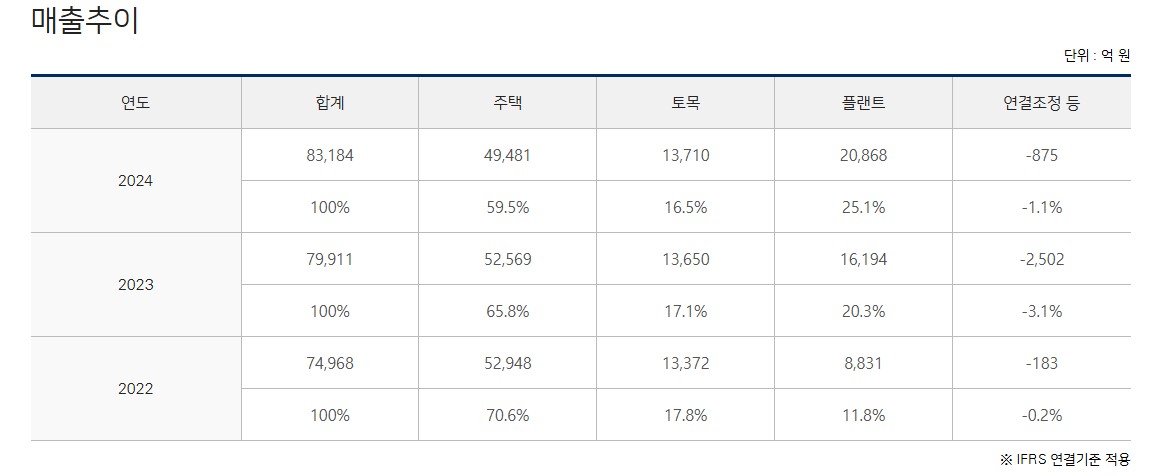 매출추이
단위 : 억 원
연도 합계 주택 토목 플랜트 연결조정 등
2024 83,184 49,481 13,710 20,868 -875
100% 59.5% 16.5% 25.1% -1.1%
2023 79,911 52,569 13,650 16,194 -2,502
100% 65.8% 17.1% 20.3% -3.1%
2022 74,968 52,948 13,372 8,831 -183
100% 70.6% 17.8% 11.8% -0.2%
※ IFRS 연결기준 적용